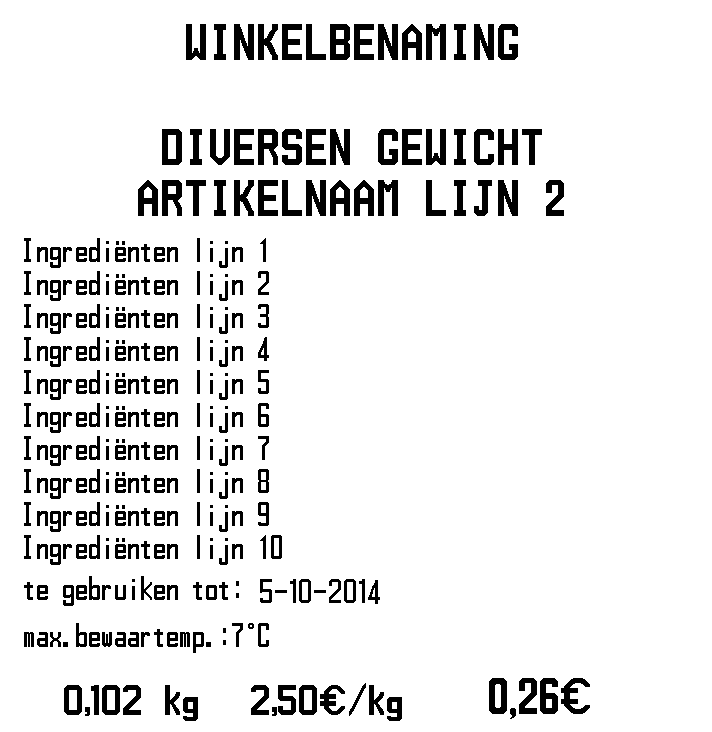 WINKELBENAMING
DIVERSEN GEWICHT
ARTIKELNAAM LIJN 2
Ingrediënten lijn 1
Ingrediënten lijn 2
Ingrediënten lijn 3
Ingrediënten lijn 4
Ingrediënten lijn 5
Ingrediënten lijn 6
Ingrediënten lijn 7
Ingrediënten lijn 8
Ingrediënten lijn 9
Ingrediënten lijn 10
te gebruiken tot: 5-10-2014
max.bewaartemp.:7°C
0,102 kg 2,50€/kg 0,26€